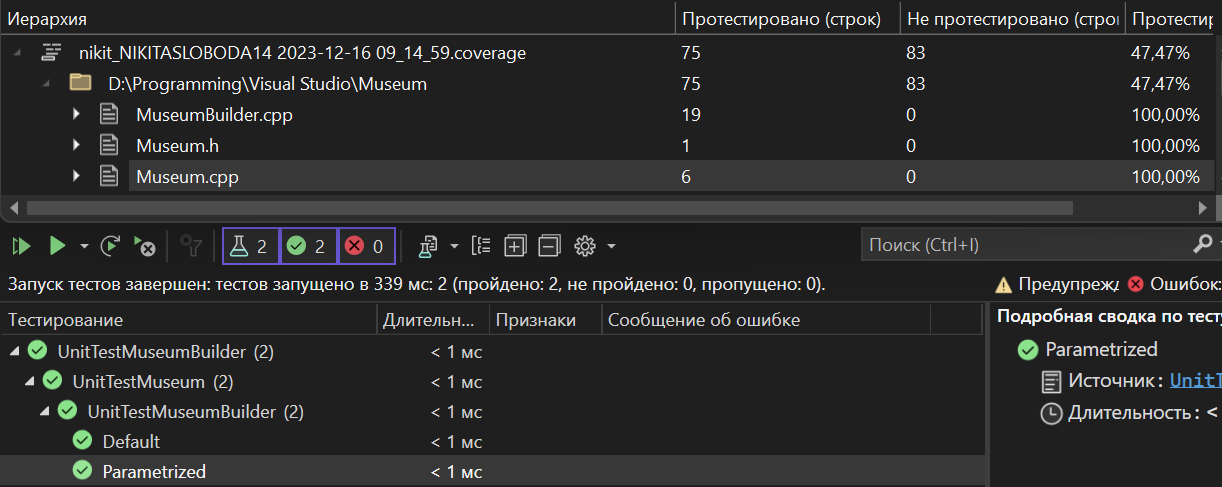 Иерархия Протестировано (строк) Не протестировано (строк Протестир
nikit_NIKITASLOBODA14 2023-12-16 09_14_59.coverage 75 83 47,47%
D:\Programming\Visual Studio\Museum 75 83 47,47%
MuseumBuilder.cpp 19 0 100,00%
Museum.h 1 0 100,00%
Museum.cpp 6 0 100,00%
2 2 0 Поиск (Ctrl+I)
Запуск тестов завершен: тестов запущено в 339 мс: 2 (пройдено: 2, не пройдено: 0, пропущено: 0). Предупрежд Ошибок:
Тестирование Длительн... Признаки Сообщение об ошибке Подробная сводка по тесту
UnitTestMuseumBuilder (2) < 1 мс Parametrized
UnitTestMuseum (2) < 1 мс Источник: UnitT
UnitTestMuseumBuilder (2) < 1 мс Длительность: <
Default < 1 мс
Parametrized < 1 мс